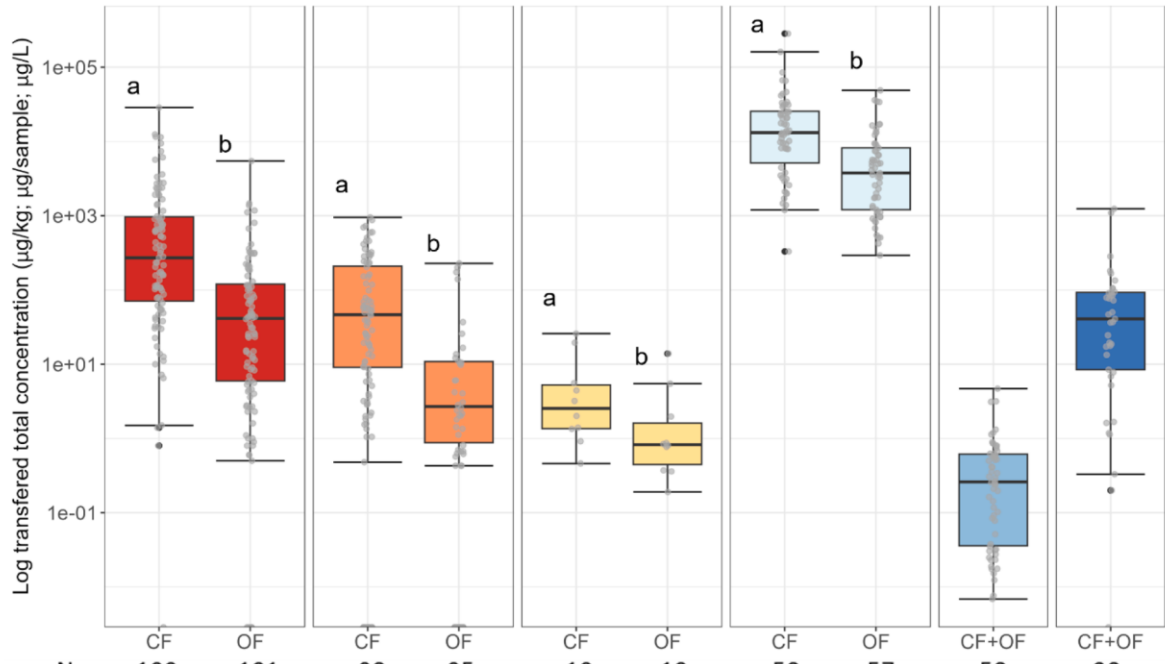 Log transfered total concentration (µg/kg; µg/sample; µg/L)
1e+05
1e+03
1e+01
1e-01
a b a b a b a b
CF OF CF OF CF OF CF OF CF+OF CF+OF